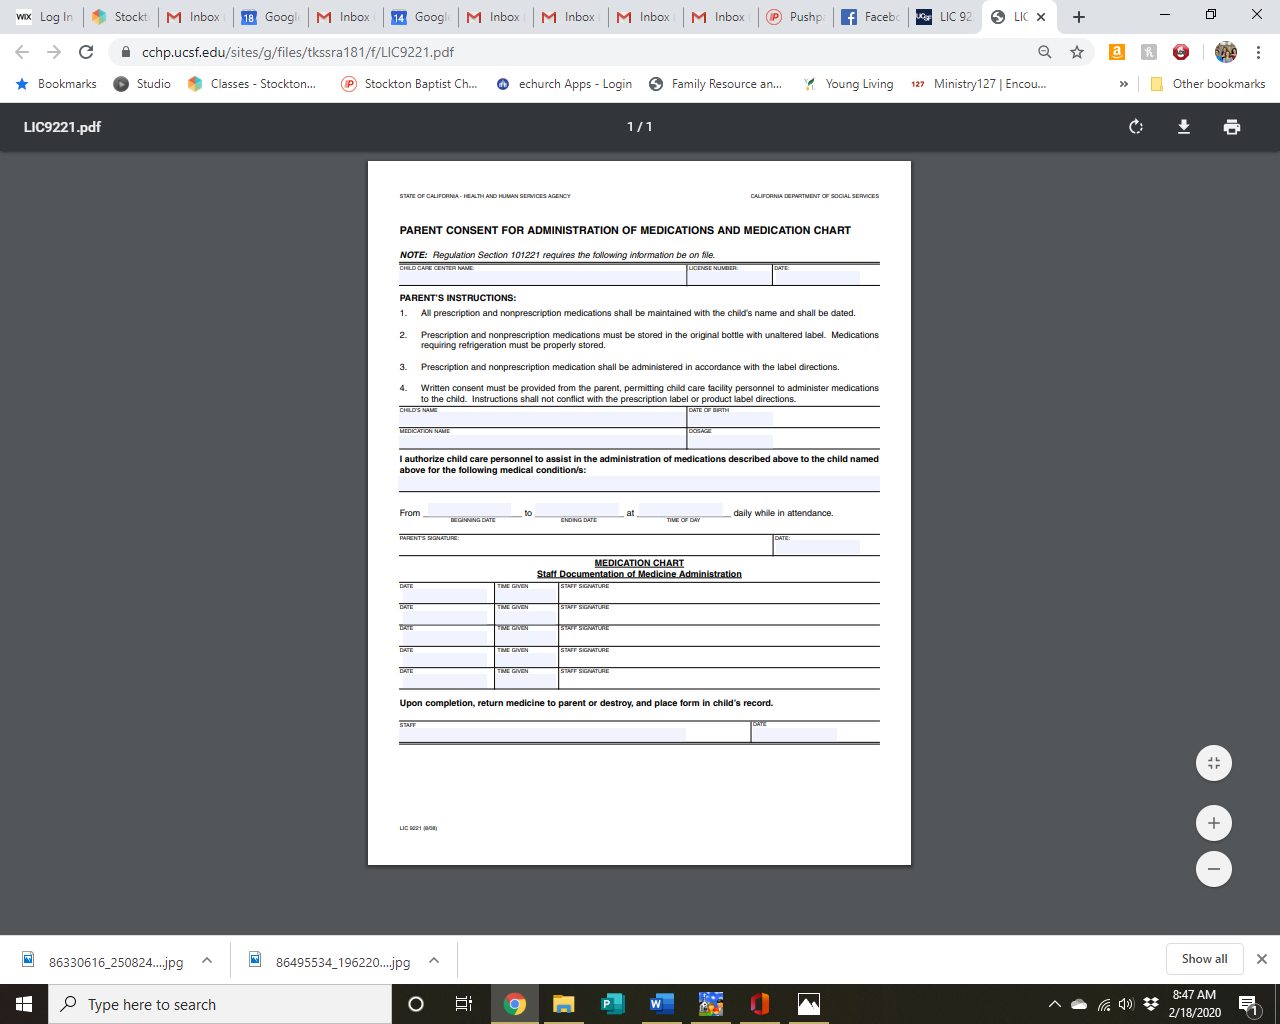 Log In
Stockt
Inbox
Googl
Inbox
Googl
Inbox
Inbox
Inbox
Inbox
Pushp
Faceb
LIC 92
LIC
cchp.ucsf.edu/sites/g/files/tkssra181/f/LIC9221.pdf
Bookmarks
Studio
Classes - Stockton...
Stockton Baptist Ch...
echurch Apps - Login
Family Resource an...
Young Living
127 Ministry127 | Encou...
Other bookmarks
LIC9221.pdf
1 / 1
STATE OF CALIFORNIA - HEALTH AND HUMAN SERVICES AGENCY
CALIFORNIA DEPARTMENT OF SOCIAL SERVICES
PARENT CONSENT FOR ADMINISTRATION OF MEDICATIONS AND MEDICATION CHART
NOTE: Regulation Section 101221 requires the following information be on file.
CHILD CARE CENTER NAME:
LICENSE NUMBER:
DATE:
PARENT'S INSTRUCTIONS:
1. All prescription and nonprescription medications shall be maintained with the child's name and shall be dated.
2. Prescription and nonprescription medications must be stored in the original bottle with unaltered label. Medications
requiring refrigeration must be properly stored.
3. Prescription and nonprescription medication shall be administered in accordance with the label directions.
4. Written consent must be provided from the parent, permitting child care facility personnel to administer medications
to the child. Instructions shall not conflict with the prescription label or product label directions.
CHILD'S NAME
DATE OF BIRTH
MEDICATION NAME
DOSAGE
I authorize child care personnel to assist in the administration of medications described above to the child named
above for the following medical condition/s:
From ____ to ____ at ____ daily while in attendance.
BEGINNING DATE
ENDING DATE
TIME OF DAY
PARENT'S SIGNATURE:
DATE:
MEDICATION CHART
Staff Documentation of Medicine Administration
DATE TIME GIVEN STAFF SIGNATURE
DATE TIME GIVEN STAFF SIGNATURE
DATE TIME GIVEN STAFF SIGNATURE
DATE TIME GIVEN STAFF SIGNATURE
DATE TIME GIVEN STAFF SIGNATURE
Upon completion, return medicine to parent or destroy, and place form in child's record.
STAFF
DATE
LIC 9221 (8/08)
86330616_250824....jpg
86495534_196220....jpg
Show all
Type here to search
8:47 AM
2/18/2020